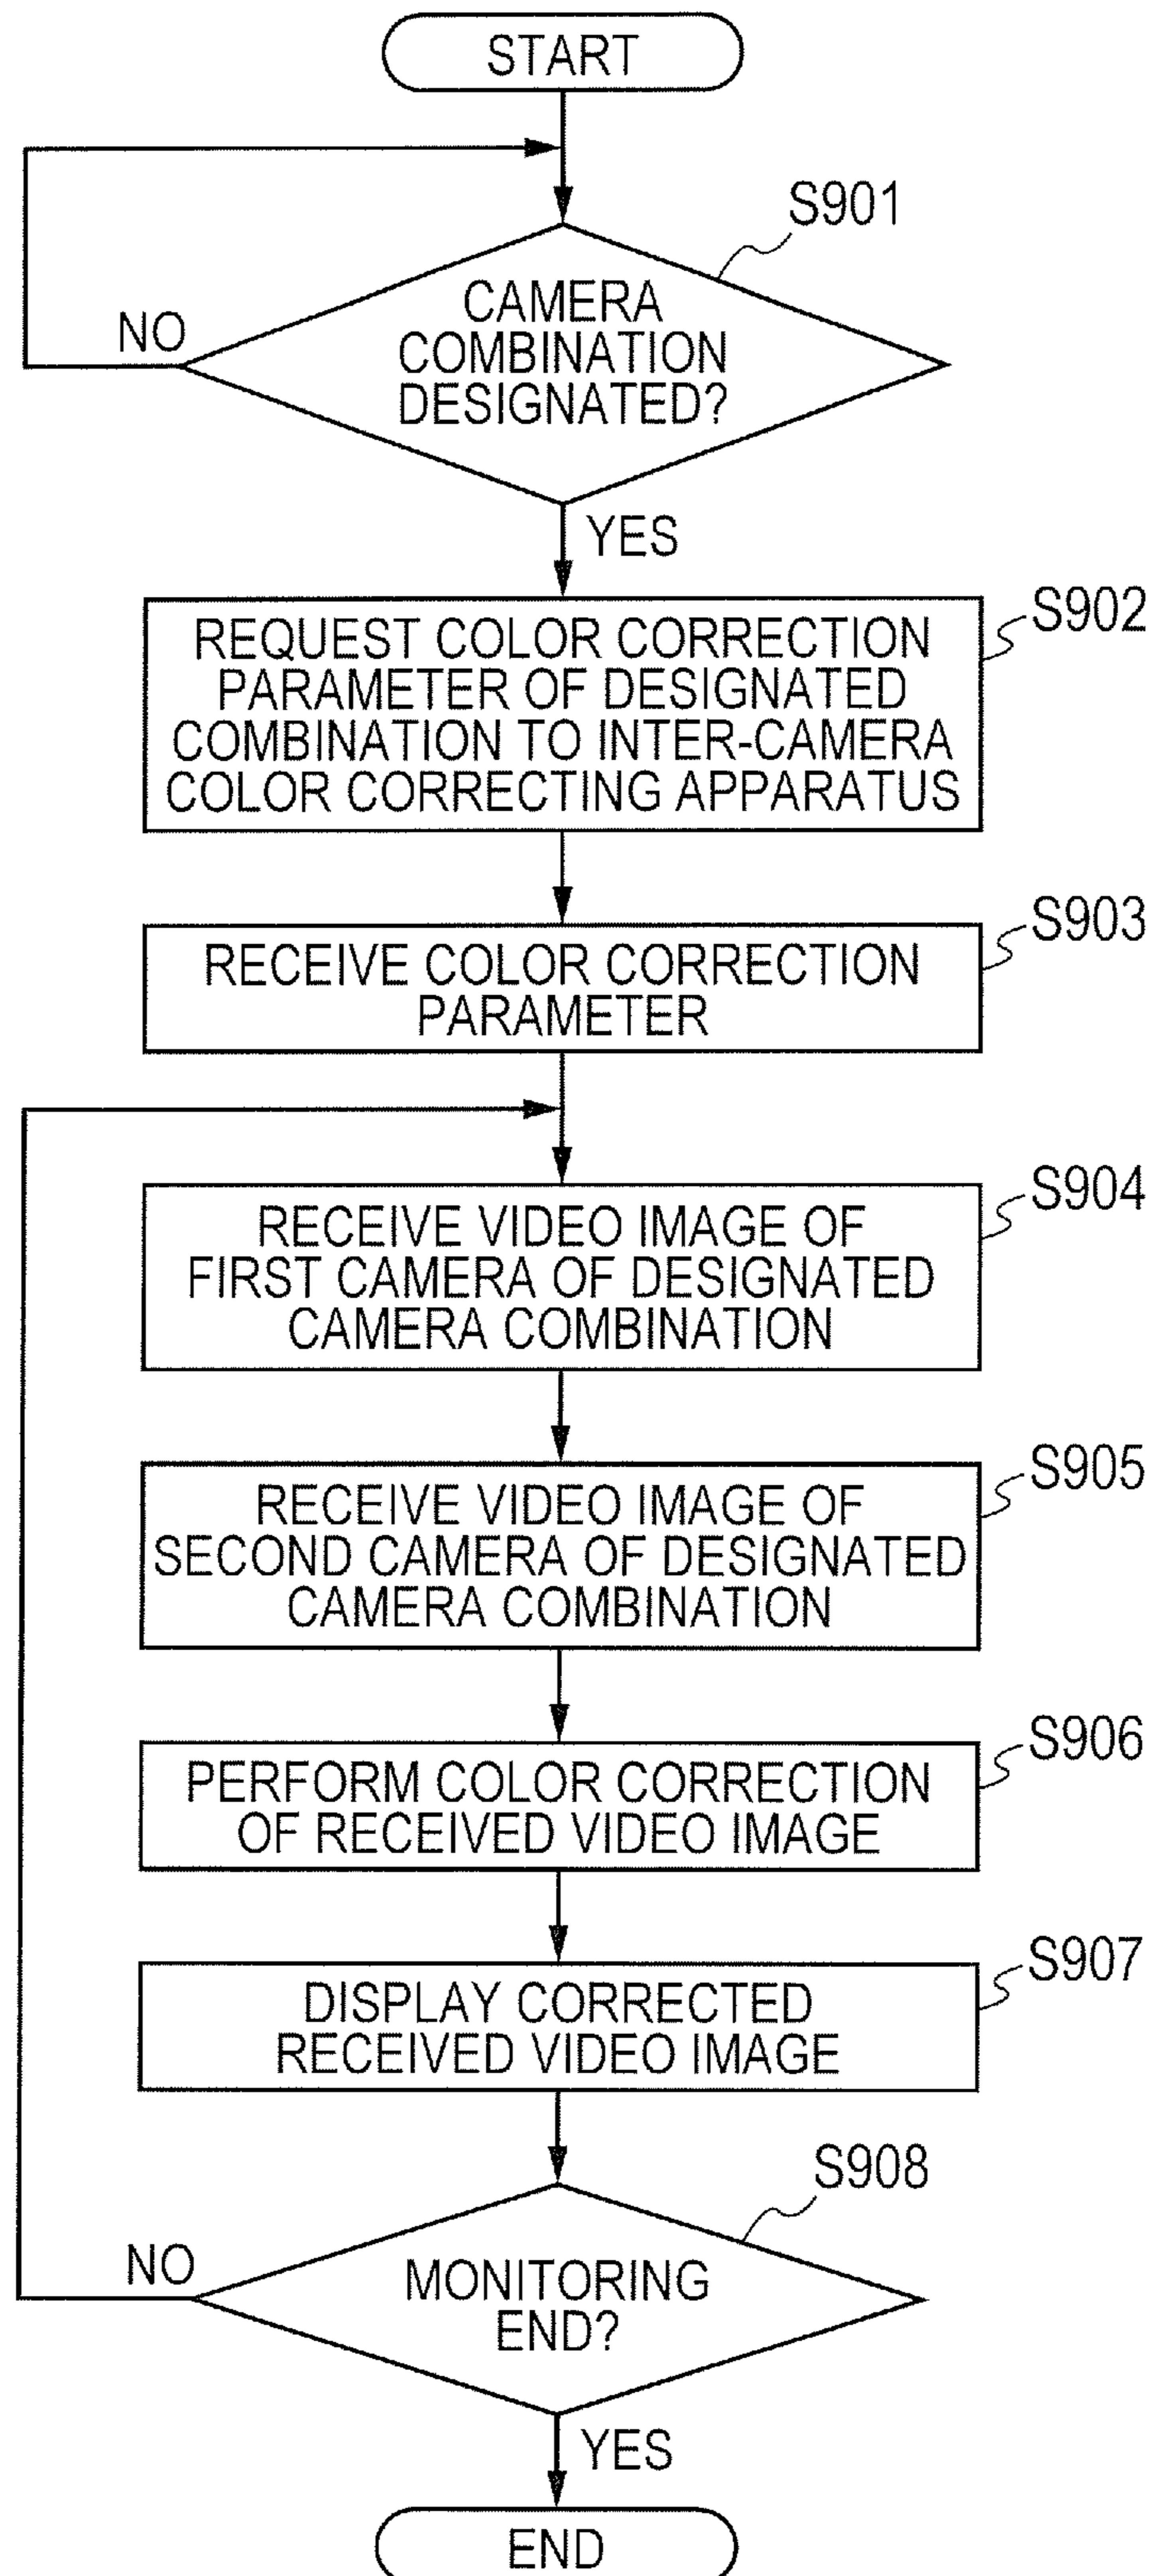 START
S901
CAMERA
COMBINATION
DESIGNATED?
NO
YES
S902
REQUEST COLOR CORRECTION
PARAMETER OF DESIGNATED
COMBINATION TO INTER-CAMERA
COLOR CORRECTING APPARATUS
S903
RECEIVE COLOR CORRECTION
PARAMETER
S904
RECEIVE VIDEO IMAGE OF
FIRST CAMERA OF DESIGNATED
CAMERA COMBINATION
S905
RECEIVE VIDEO IMAGE OF
SECOND CAMERA OF DESIGNATED
CAMERA COMBINATION
S906
PERFORM COLOR CORRECTION
OF RECEIVED VIDEO IMAGE
S907
DISPLAY CORRECTED
RECEIVED VIDEO IMAGE
S908
MONITORING
END?
NO
YES
END